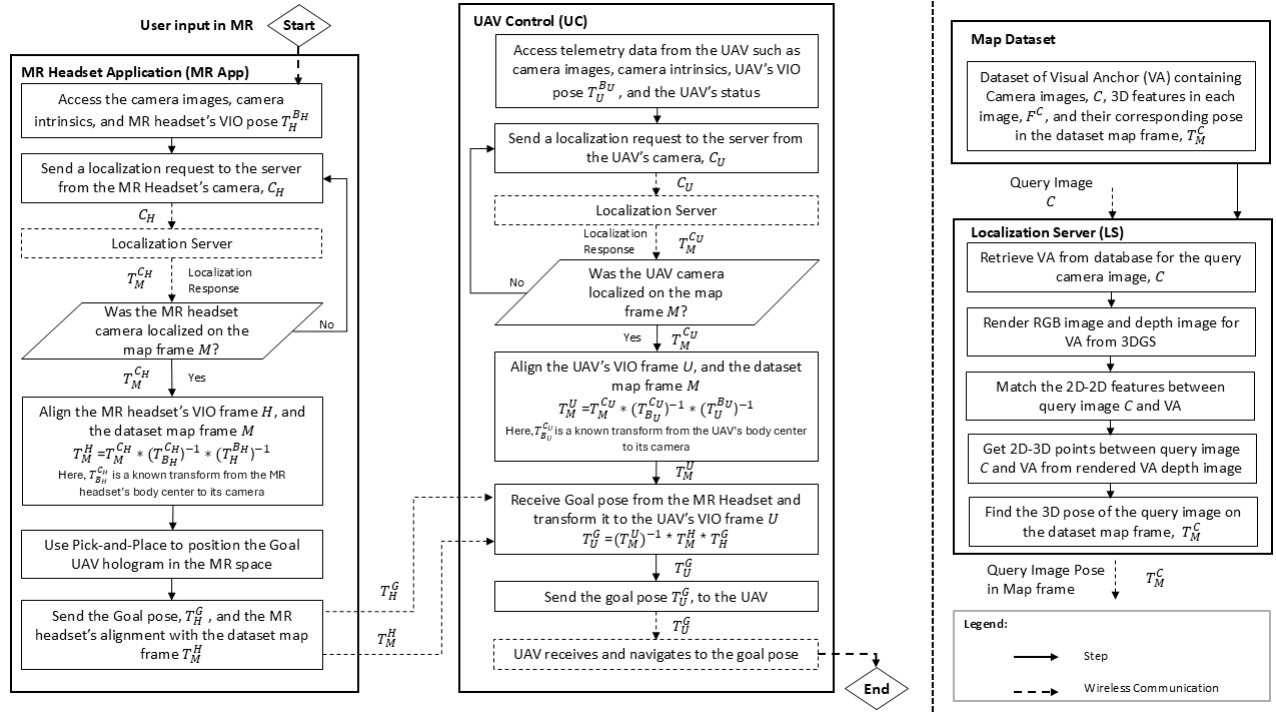 User input in MR
Start
MR Headset Application (MR App)
Access the camera images, camera
intrinsics, and MR headset's VIO pose $T_H^{B_H}$
Send a localization request to the server
from the MR Headset's camera, $C_H$
$C_H$
Localization Server
$T_M^{C_H}$
Localization
Response
Was the MR headset
camera localized on the
map frame $M$?
No
$T_M^{C_H}$
Yes
Align the MR headset's VIO frame $H$, and
the dataset map frame $M$
$T_M^H = T_M^{C_H} * (T_{B_H}^{C_H})^{-1} * (T_H^{B_H})^{-1}$
Here, $T_{B_H}^{C_H}$ is a known transform from the MR
headset's body center to its camera
Use Pick-and-Place to position the Goal
UAV hologram in the MR space
Send the Goal pose, $T_H^G$, and the MR
headset's alignment with the dataset map
frame $T_M^H$
$T_H^G$
$T_M^H$
UAV Control (UC)
Access telemetry data from the UAV such as
camera images, camera intrinsics, UAV's VIO
pose $T_U^{B_U}$, and the UAV's status
Send a localization request to the server from
the UAV's camera, $C_U$
$C_U$
Localization Server
Localization
Response
$T_M^{C_U}$
Was the UAV camera
localized on the map
frame $M$?
No
Yes
$T_M^{C_U}$
Align the UAV's VIO frame $U$, and the dataset
map frame $M$
$T_M^U = T_M^{C_U} * (T_{B_U}^{C_U})^{-1} * (T_U^{B_U})^{-1}$
Here, $T_{B_U}^{C_U}$ is a known transform from the UAV's body center
to its camera
$T_M^U$
Receive Goal pose from the MR Headset and
transform it to the UAV's VIO frame $U$
$T_U^G = (T_M^U)^{-1} * T_M^H * T_H^G$
$T_U^G$
Send the goal pose $T_U^G$, to the UAV
$T_U^G$
UAV receives and navigates to the goal pose
End
Map Dataset
Dataset of Visual Anchor (VA) containing
Camera images, $C$, 3D features in each
image, $F^C$, and their corresponding pose
in the dataset map frame, $T_M^C$
Query Image
$C$
Localization Server (LS)
Retrieve VA from database for the query
camera image, $C$
Render RGB image and depth image for
VA from 3DGS
Match the 2D-2D features between
query image $C$ and VA
Get 2D-3D points between query image
$C$ and VA from rendered VA depth image
Find the 3D pose of the query image on
the dataset map frame, $T_M^C$
Query Image Pose
in Map frame
$T_M^C$
Legend:
Step
Wireless Communication